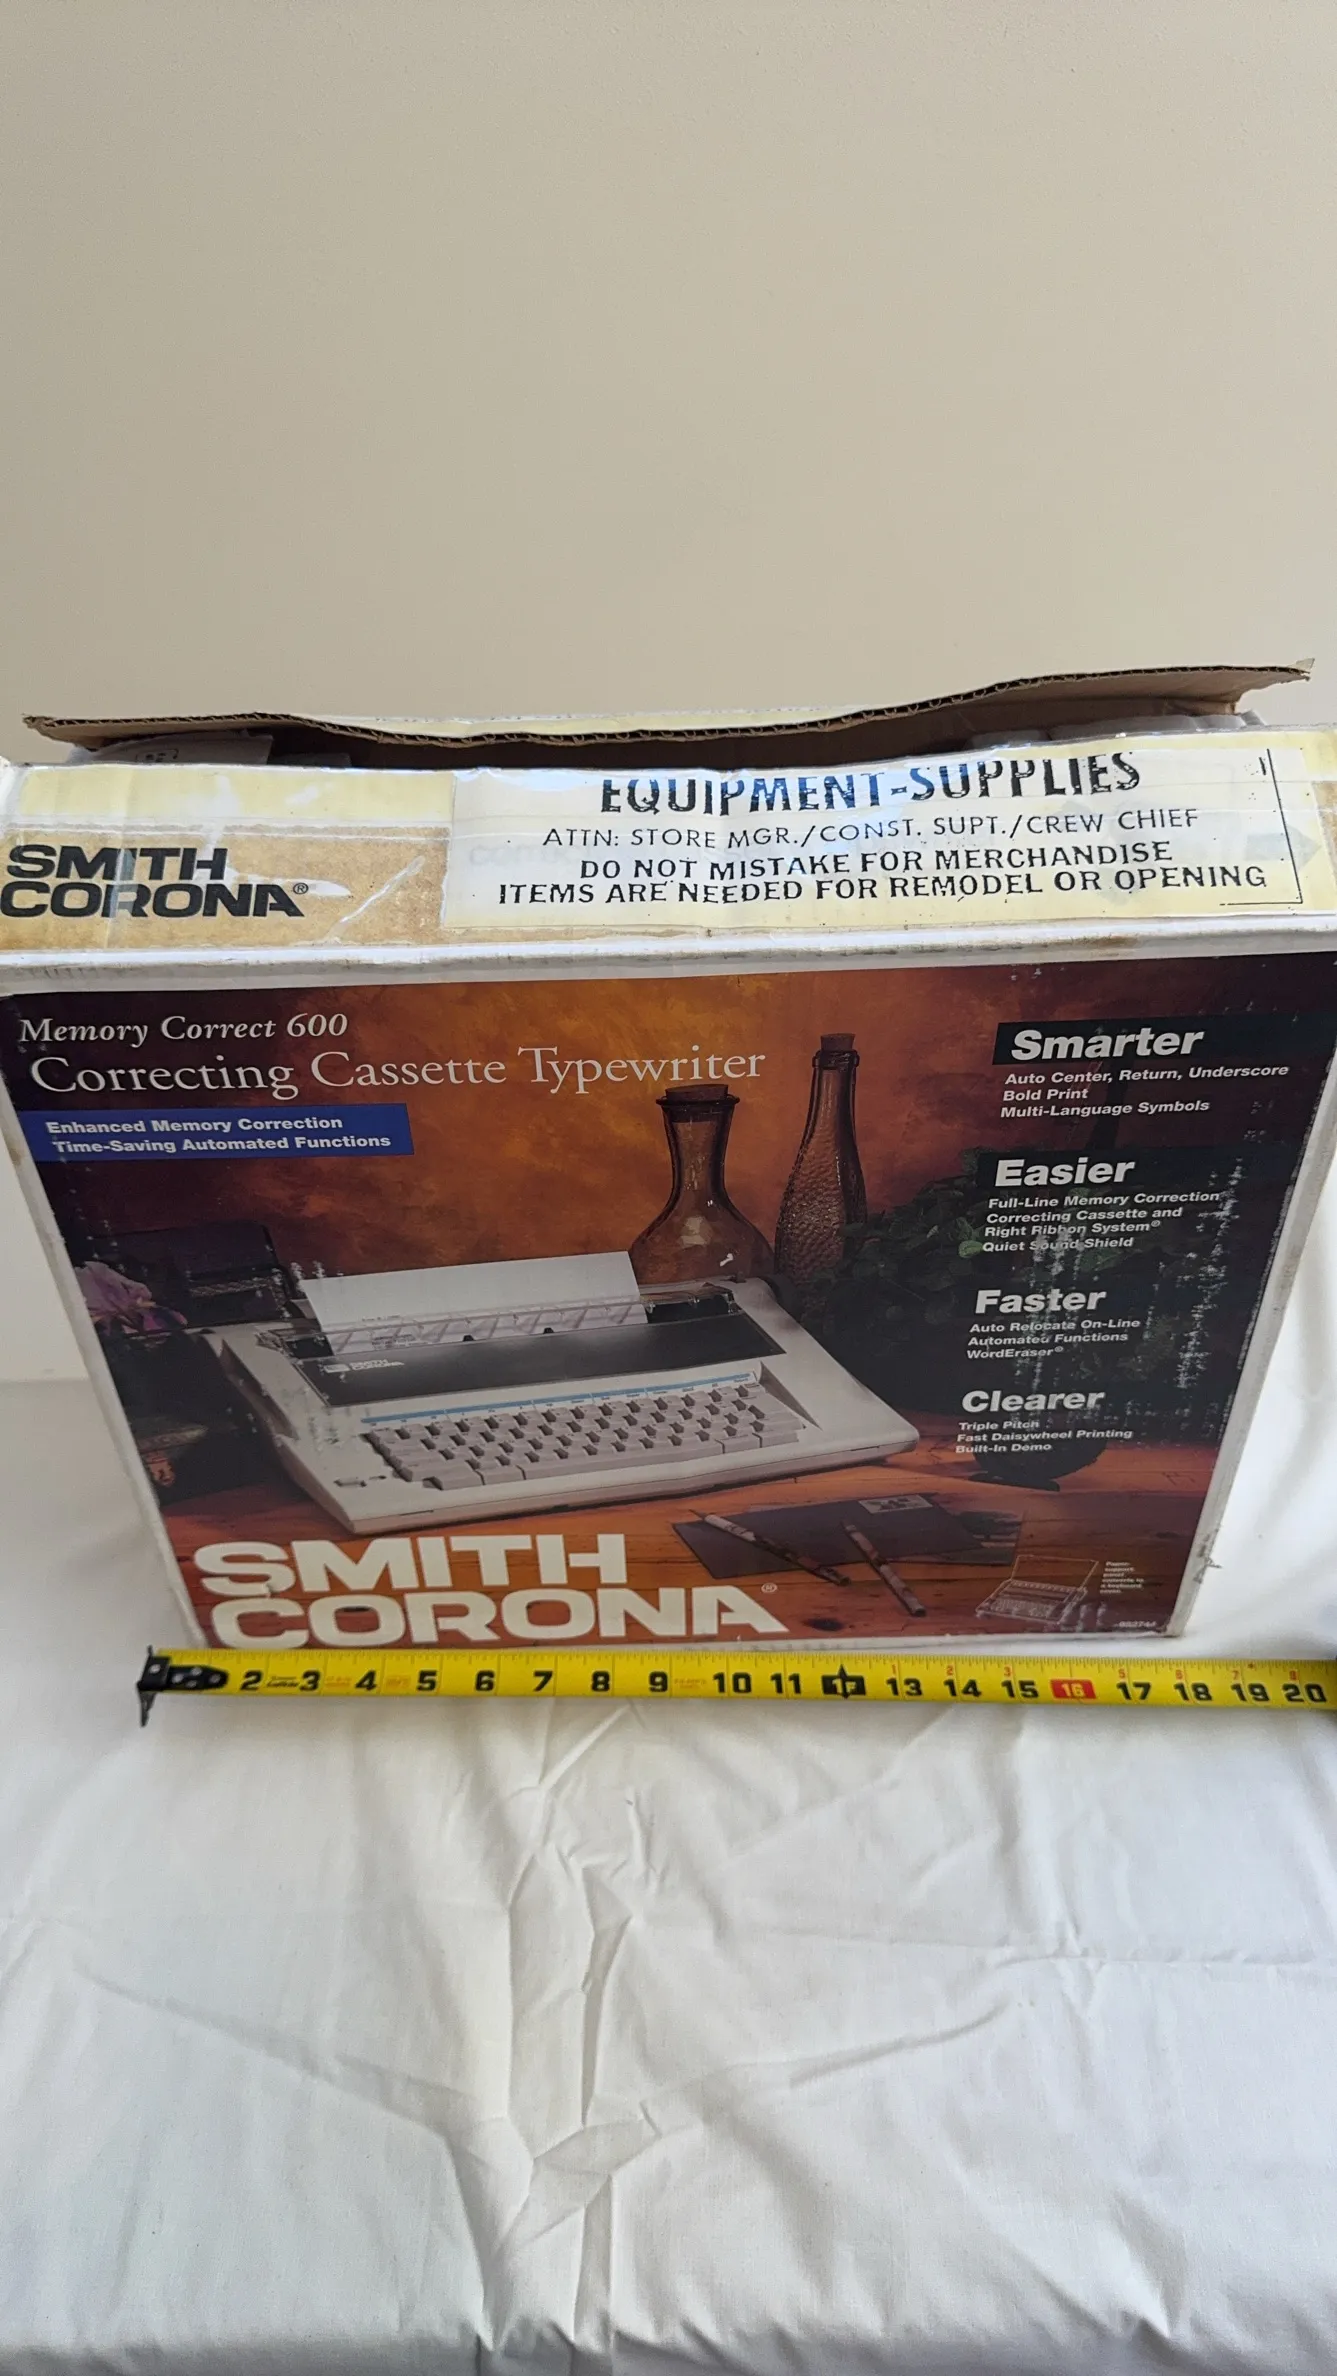 EQUIPMENT-SUPPLIES
ATTN: STORE MGR./CONST. SUPT./CREW CHIEF
DO NOT MISTAKE FOR MERCHANDISE
ITEMS ARE NEEDED FOR REMODEL OR OPENING
SMITH
CORONA®
Memory Correct 600
Correcting Cassette Typewriter
Enhanced Memory Correction
Time-Saving Automated Functions
Smarter
Auto Center, Return, Underscore
Bold Print
Multi-Language Symbols
Easier
Full-Line Memory Correction
Correcting Cassette and
Right Ribbon System®
Quiet Sound Shield
Faster
Auto Relocate On-Line
Automated Functions
WordEraser®
Clearer
Triple Pitch
Fast Daisywheel Printing
Built-In Demo
SMITH
CORONA
SMITH
CORONA®
2 3 4 5 6 7 8 9 10 11 12 13 14 15 16 17 18 19 20